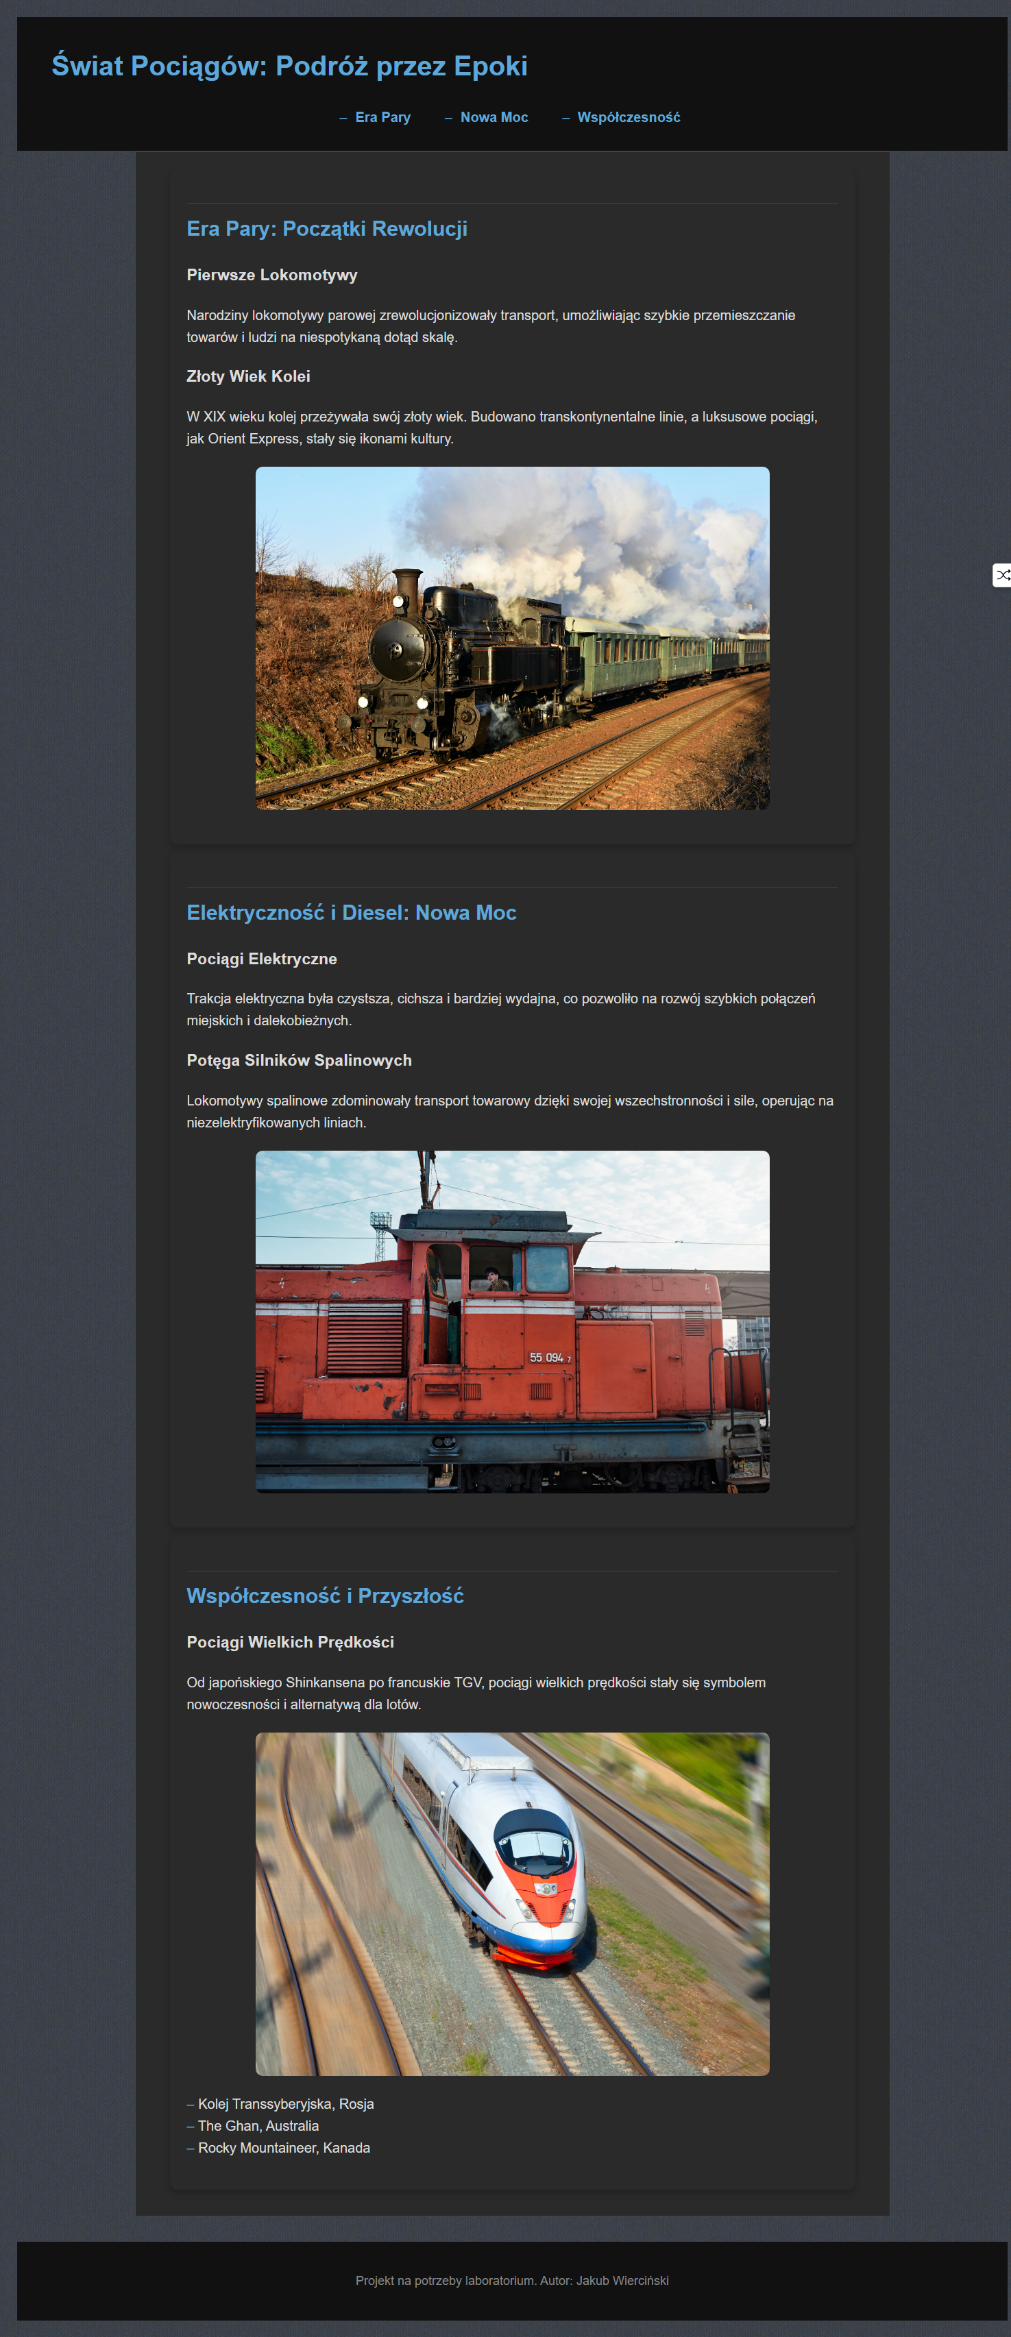 Świat Pociągów: Podróż przez Epoki
– Era Pary – Nowa Moc – Współczesność
Era Pary: Początki Rewolucji
Pierwsze Lokomotywy
Narodziny lokomotywy parowej zrewolucjonizowały transport, umożliwiając szybkie przemieszczanie
towarów i ludzi na niespotykaną dotąd skalę.
Złoty Wiek Kolei
W XIX wieku kolej przeżywała swój złoty wiek. Budowano transkontynentalne linie, a luksusowe pociągi,
jak Orient Express, stały się ikonami kultury.
Elektryczność i Diesel: Nowa Moc
Pociągi Elektryczne
Trakcja elektryczna była czystsza, cichsza i bardziej wydajna, co pozwoliło na rozwój szybkich połączeń
miejskich i dalekobieżnych.
Potęga Silników Spalinowych
Lokomotywy spalinowe zdominowały transport towarowy dzięki swojej wszechstronności i sile, operując na
niezelektryfikowanych liniach.
55 094 7
Współczesność i Przyszłość
Pociągi Wielkich Prędkości
Od japońskiego Shinkansena po francuskie TGV, pociągi wielkich prędkości stały się symbolem
nowoczesności i alternatywą dla lotów.
– Kolej Transsyberyjska, Rosja
– The Ghan, Australia
– Rocky Mountaineer, Kanada
Projekt na potrzeby laboratorium. Autor: Jakub Wierciński